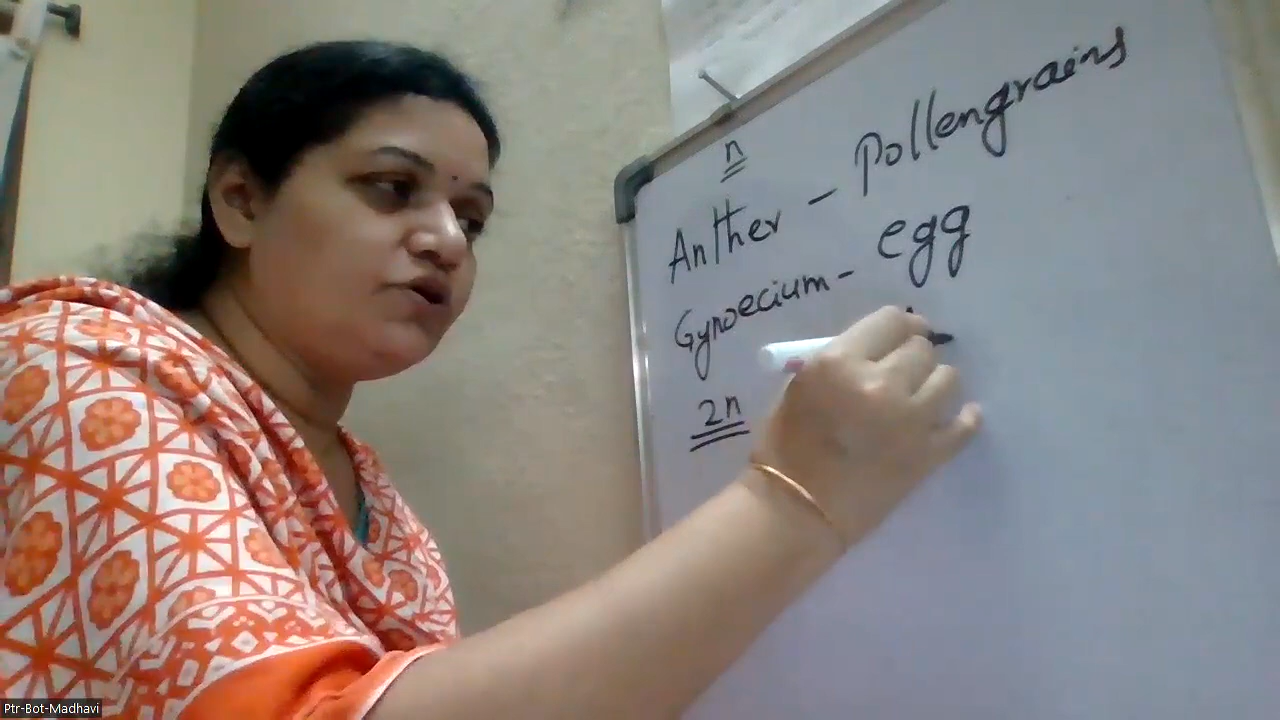 n
Anther - Pollengrains
Gynoecium - egg
2n
Ptr-Bot-Madhavi